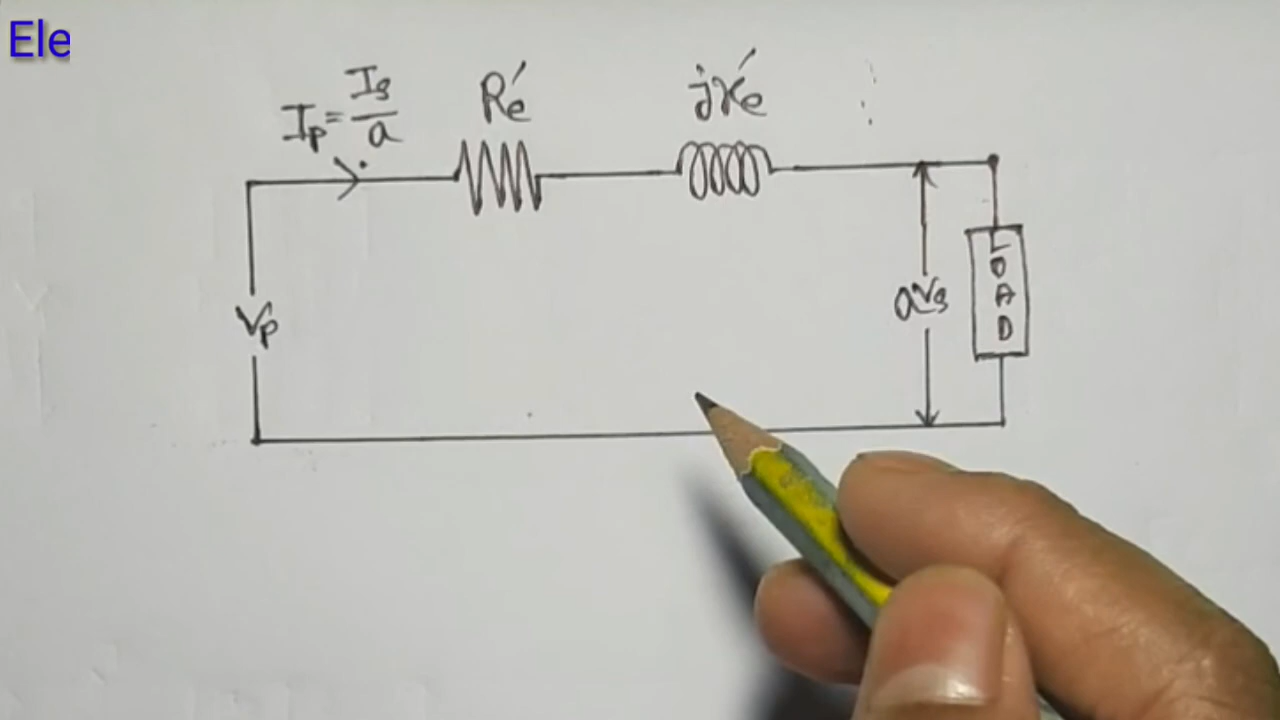 Ele
Ip = Is/a
Re′
jXe′
Vp
aVs
LOAD